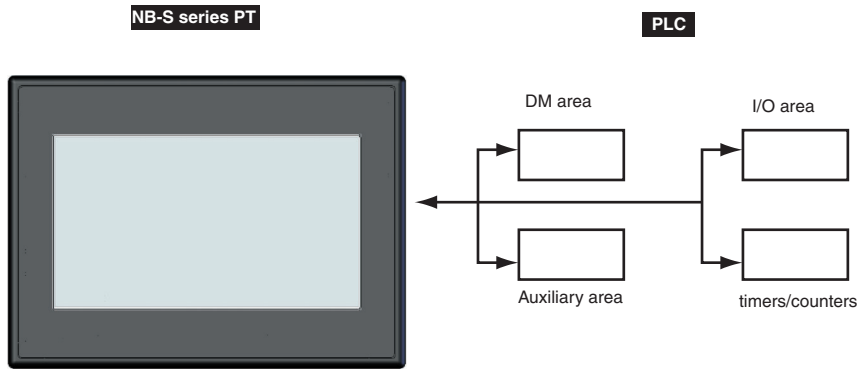 NB-S series PT
PLC
DM area
I/O area
Auxiliary area
timers/counters